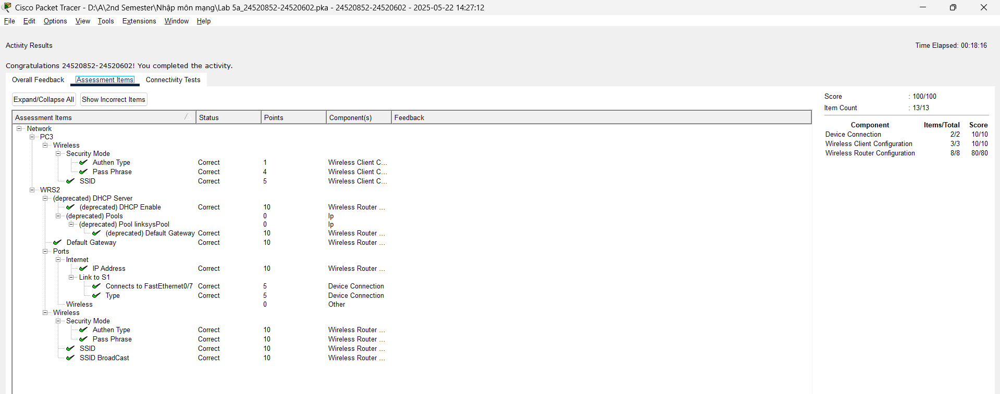 Cisco Packet Tracer - D:\A\2nd Semester\Nhập môn mạng\Lab 5a_24520852-24520602.pka - 24520852-24520602 - 2025-05-22 14:27:12
File Edit Options View Tools Extensions Window Help
Activity Results Time Elapsed: 00:18:16
Congratulations 24520852-24520602! You completed the activity.
Overall Feedback Assessment Items Connectivity Tests
Expand/Collapse All Show Incorrect Items
Assessment Items Status Points Component(s) Feedback
Network
PC3
Wireless
Security Mode
Authen Type Correct 1 Wireless Client C...
Pass Phrase Correct 4 Wireless Client C...
SSID Correct 5 Wireless Client C...
WRS2
(deprecated) DHCP Server
(deprecated) DHCP Enable Correct 10 Wireless Router ...
(deprecated) Pools 0 Ip
(deprecated) Pool linksysPool 0 Ip
(deprecated) Default Gateway Correct 10 Wireless Router ...
Default Gateway Correct 10 Wireless Router ...
Ports
Internet
IP Address Correct 10 Wireless Router ...
Link to S1
Connects to FastEthernet0/7 Correct 5 Device Connection
Type Correct 5 Device Connection
Wireless 0 Other
Wireless
Security Mode
Authen Type Correct 10 Wireless Router ...
Pass Phrase Correct 10 Wireless Router ...
SSID Correct 10 Wireless Router ...
SSID BroadCast Correct 10 Wireless Router ...
Score : 100/100
Item Count : 13/13
Component Items/Total Score
Device Connection 2/2 10/10
Wireless Client Configuration 3/3 10/10
Wireless Router Configuration 8/8 80/80